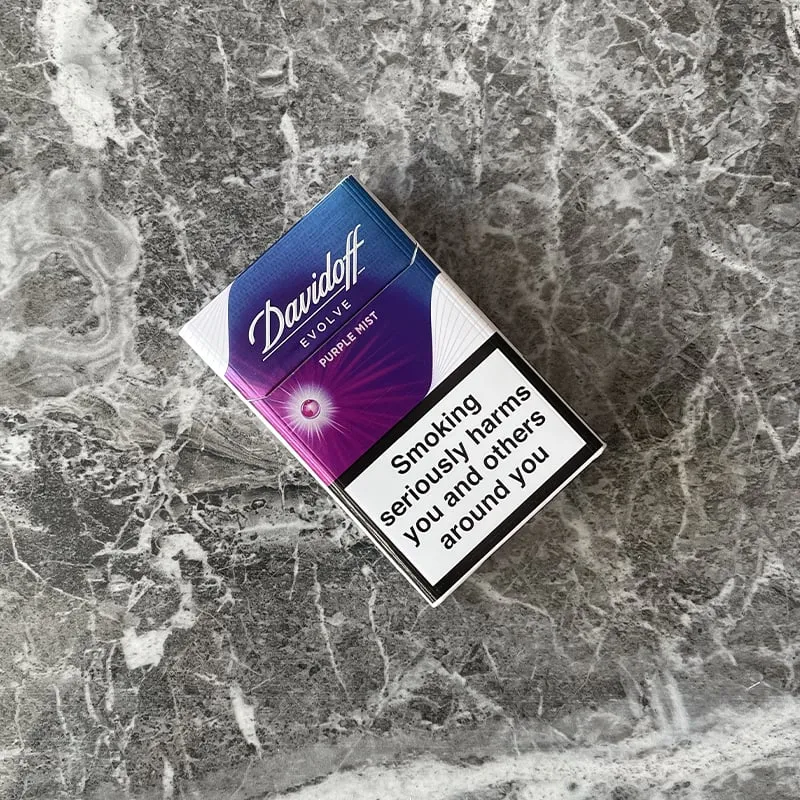 Davidoff
EVOLVE
PURPLE MIST
Smoking
seriously harms
you and others
around you